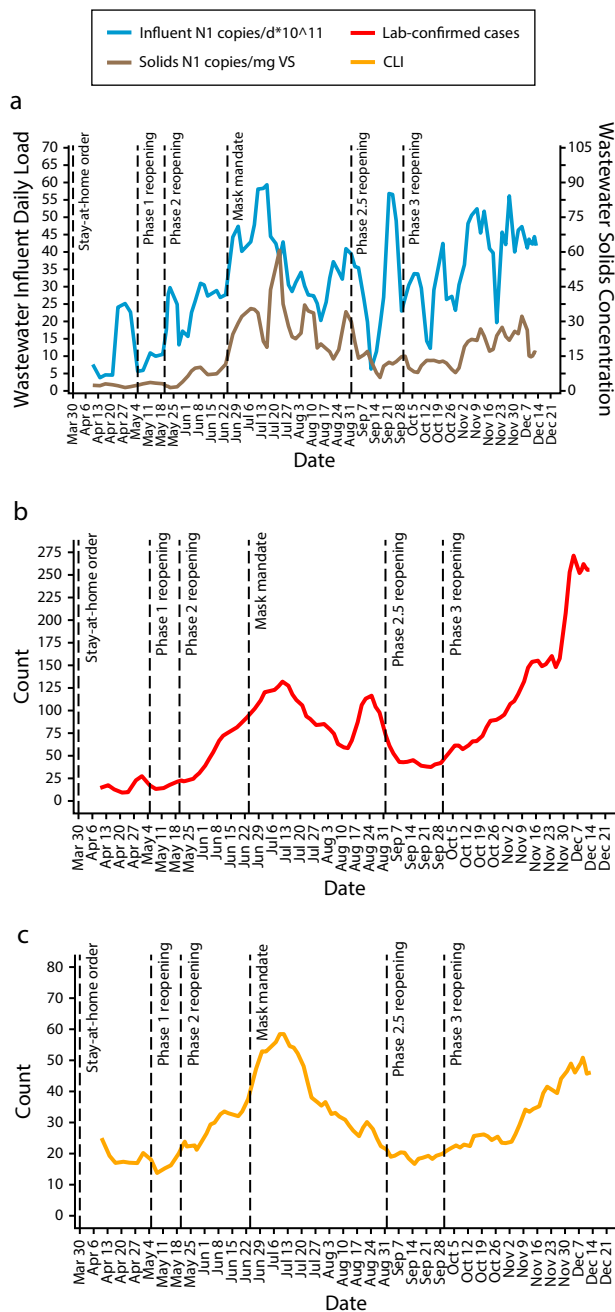 Influent N1 copies/d*10^11
Lab-confirmed cases
Solids N1 copies/mg VS
CLI
a
Wastewater Influent Daily Load
70
65
60
55
50
45
40
35
30
25
20
15
10
5
0
Stay-at-home order
Phase 1 reopening
Phase 2 reopening
Mask mandate
Phase 2.5 reopening
Phase 3 reopening
105
90
75
60
45
30
15
0
Wastewater Solids Concentration
Mar 30
Apr 6
Apr 13
Apr 20
Apr 27
May 4
May 11
May 18
May 25
Jun 1
Jun 8
Jun 15
Jun 22
Jun 29
Jul 6
Jul 13
Jul 20
Jul 27
Aug 3
Aug 10
Aug 17
Aug 24
Aug 31
Sep 7
Sep 14
Sep 21
Sep 28
Oct 5
Oct 12
Oct 19
Oct 26
Nov 2
Nov 9
Nov 16
Nov 23
Nov 30
Dec 7
Dec 14
Dec 21
Date
b
Count
275
250
225
200
175
150
125
100
75
50
25
0
Stay-at-home order
Phase 1 reopening
Phase 2 reopening
Mask mandate
Phase 2.5 reopening
Phase 3 reopening
Mar 30
Apr 6
Apr 13
Apr 20
Apr 27
May 4
May 11
May 18
May 25
Jun 1
Jun 8
Jun 15
Jun 22
Jun 29
Jul 6
Jul 13
Jul 20
Jul 27
Aug 3
Aug 10
Aug 17
Aug 24
Aug 31
Sep 7
Sep 14
Sep 21
Sep 28
Oct 5
Oct 12
Oct 19
Oct 26
Nov 2
Nov 9
Nov 16
Nov 23
Nov 30
Dec 7
Dec 14
Dec 21
Date
c
Count
80
70
60
50
40
30
20
10
0
Stay-at-home order
Phase 1 reopening
Phase 2 reopening
Mask mandate
Phase 2.5 reopening
Phase 3 reopening
Mar 30
Apr 6
Apr 13
Apr 20
Apr 27
May 4
May 11
May 18
May 25
Jun 1
Jun 8
Jun 15
Jun 22
Jun 29
Jul 6
Jul 13
Jul 20
Jul 27
Aug 3
Aug 10
Aug 17
Aug 24
Aug 31
Sep 7
Sep 14
Sep 21
Sep 28
Oct 5
Oct 12
Oct 19
Oct 26
Nov 2
Nov 9
Nov 16
Nov 23
Nov 30
Dec 7
Dec 14
Dec 21
Date